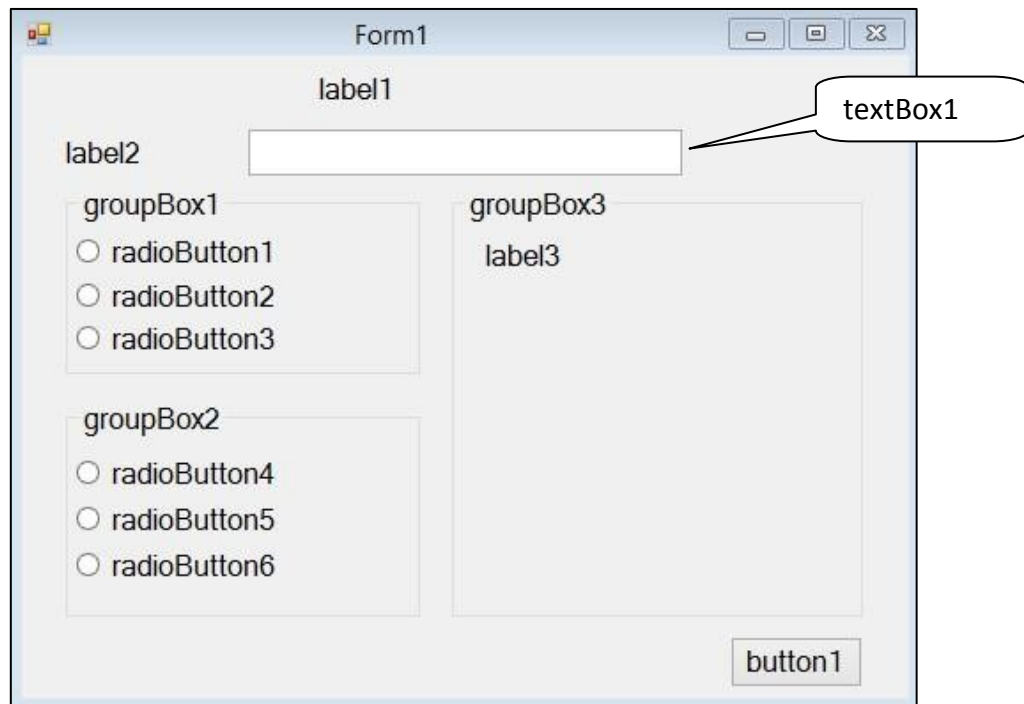 Form1
label1
textBox1
label2
groupBox1
radioButton1
radioButton2
radioButton3
groupBox2
radioButton4
radioButton5
radioButton6
groupBox3
label3
button1